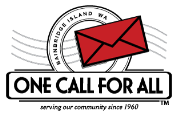 BAINBRIDGE ISLAND WA
ONE CALL FOR ALL
TM
serving our community since 1960